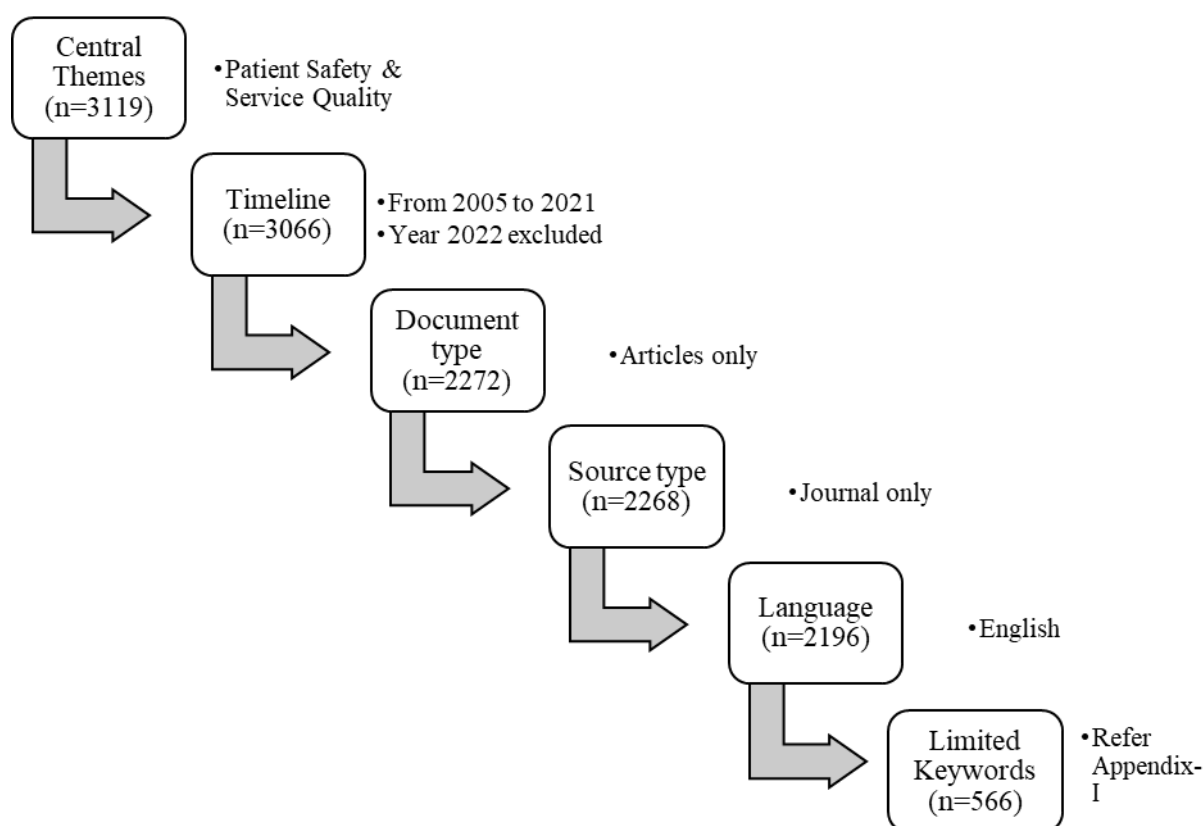 Central
Themes
(n=3119)
•Patient Safety &
Service Quality
Timeline
(n=3066)
•From 2005 to 2021
•Year 2022 excluded
Document
type
(n=2272)
•Articles only
Source type
(n=2268)
•Journal only
Language
(n=2196)
•English
Limited
Keywords
(n=566)
•Refer
Appendix-
I